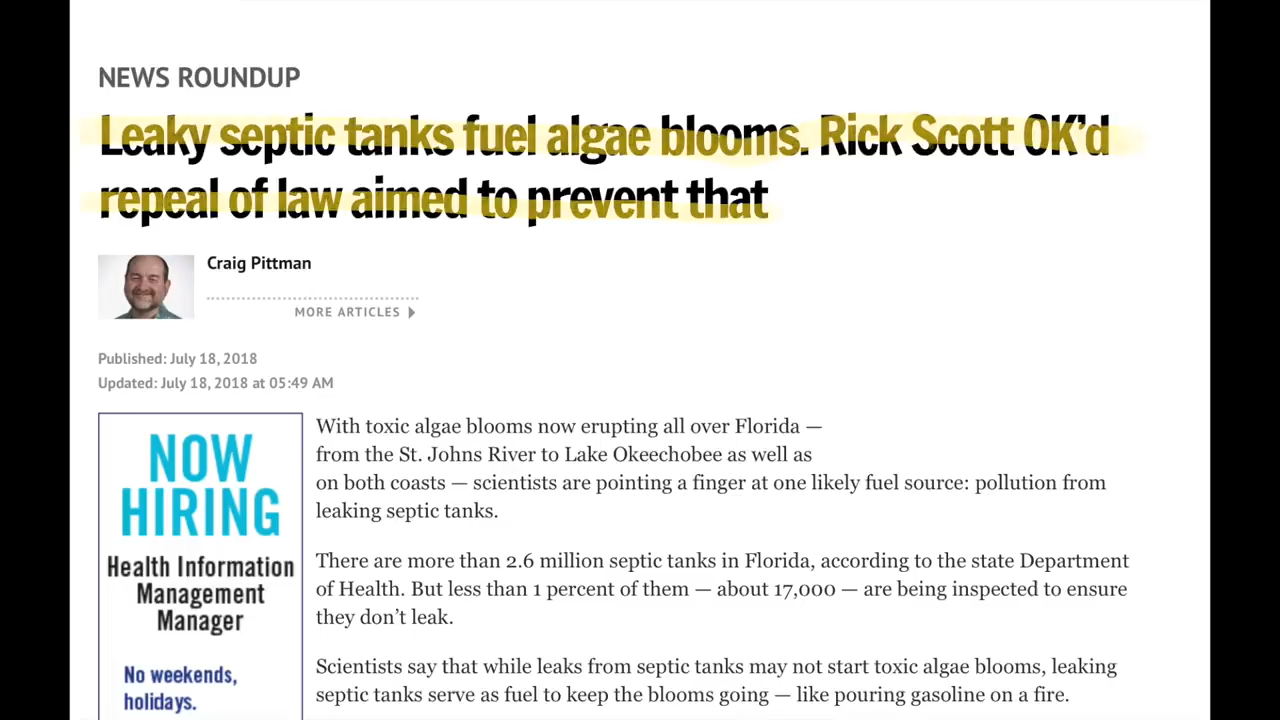 NEWS ROUNDUP
Leaky septic tanks fuel algae blooms. Rick Scott OK’d
repeal of law aimed to prevent that
Craig Pittman
MORE ARTICLES
Published: July 18, 2018
Updated: July 18, 2018 at 05:49 AM
NOW
HIRING
Health Information
Management
Manager
No weekends,
holidays.
With toxic algae blooms now erupting all over Florida —
from the St. Johns River to Lake Okeechobee as well as
on both coasts — scientists are pointing a finger at one likely fuel source: pollution from
leaking septic tanks.
There are more than 2.6 million septic tanks in Florida, according to the state Department
of Health. But less than 1 percent of them — about 17,000 — are being inspected to ensure
they don’t leak.
Scientists say that while leaks from septic tanks may not start toxic algae blooms, leaking
septic tanks serve as fuel to keep the blooms going — like pouring gasoline on a fire.